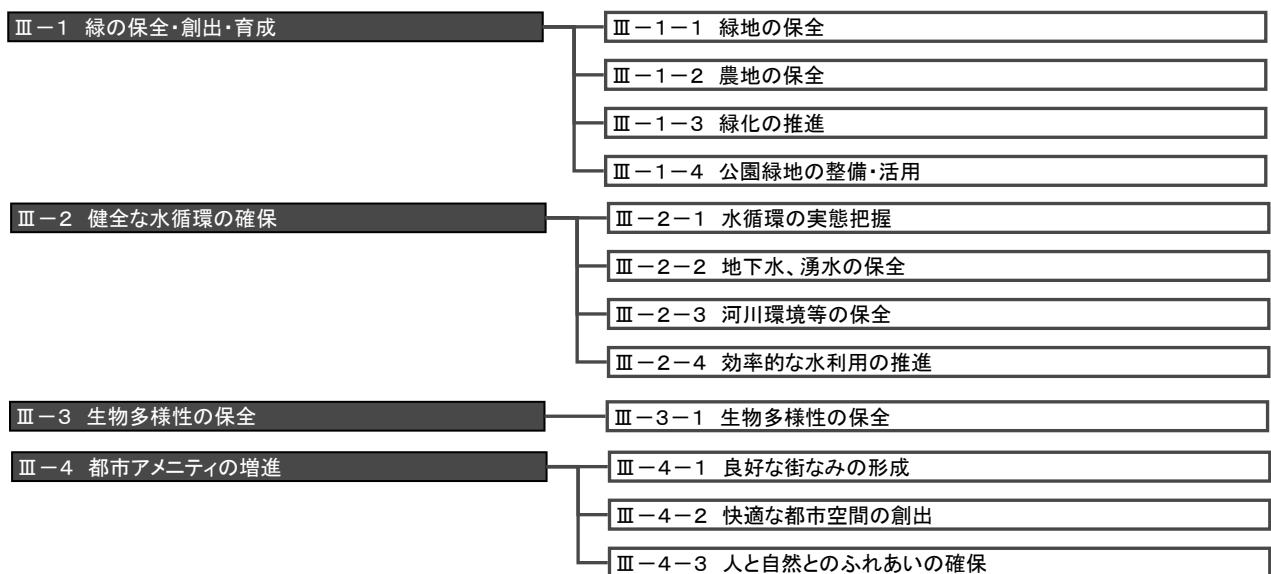 Ⅲ－１ 緑の保全・創出・育成
Ⅲ－１－１ 緑地の保全
Ⅲ－１－２ 農地の保全
Ⅲ－１－３ 緑化の推進
Ⅲ－１－４ 公園緑地の整備・活用
Ⅲ－２ 健全な水循環の確保
Ⅲ－２－１ 水循環の実態把握
Ⅲ－２－２ 地下水、湧水の保全
Ⅲ－２－３ 河川環境等の保全
Ⅲ－２－４ 効率的な水利用の推進
Ⅲ－３ 生物多様性の保全
Ⅲ－３－１ 生物多様性の保全
Ⅲ－４ 都市アメニティの増進
Ⅲ－４－１ 良好な街なみの形成
Ⅲ－４－２ 快適な都市空間の創出
Ⅲ－４－３ 人と自然とのふれあいの確保